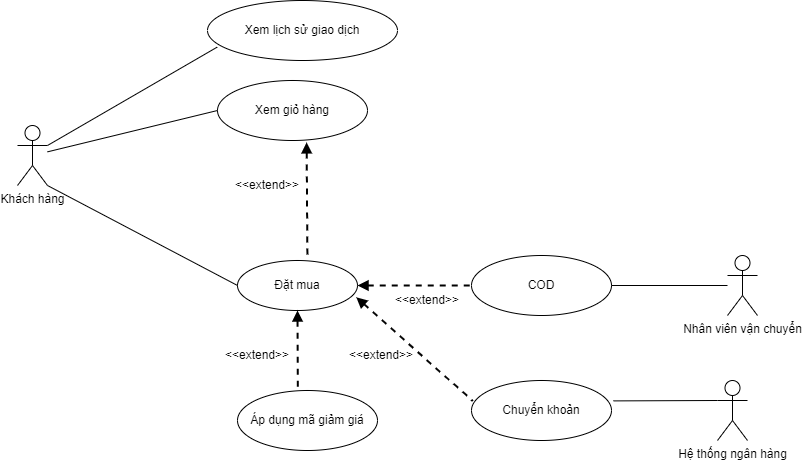 Xem lịch sử giao dịch
Xem giỏ hàng
Khách hàng
<<extend>>
Đặt mua
COD
<<extend>>
Nhân viên vận chuyển
<<extend>>
<<extend>>
Áp dụng mã giảm giá
Chuyển khoản
Hệ thống ngân hàng